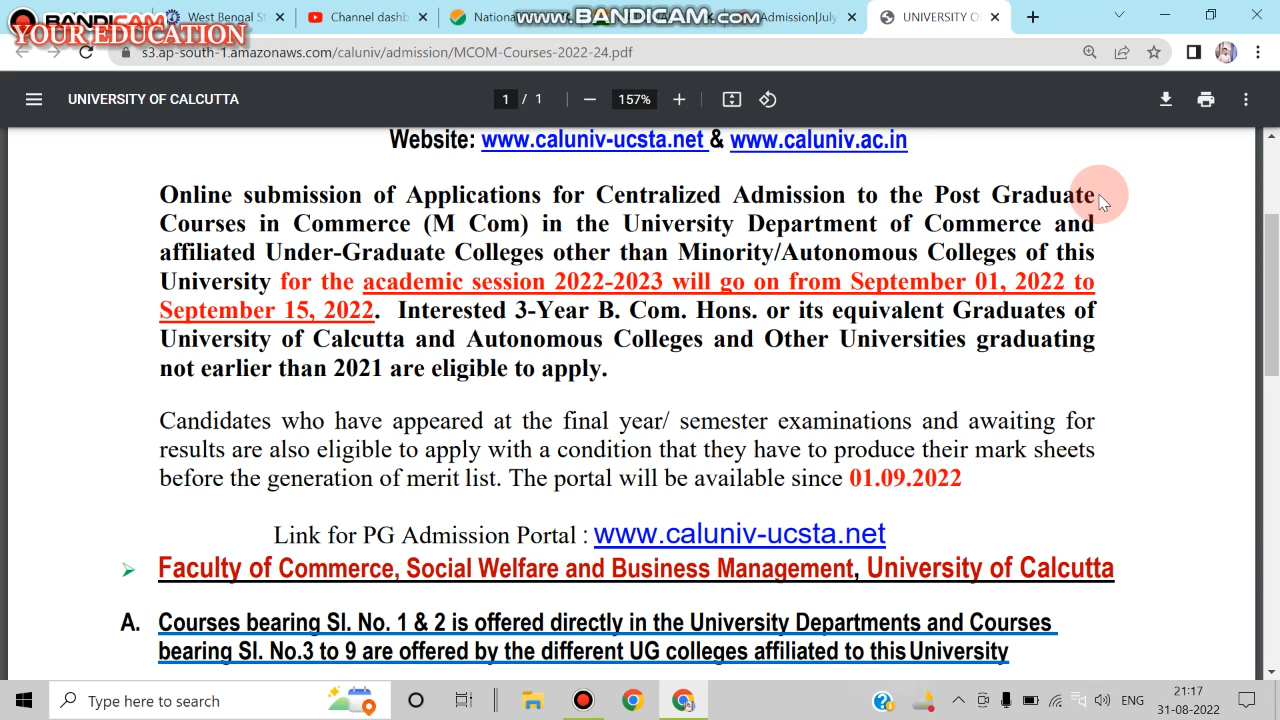 BANDICAM
YOUR EDUCATION
West Bengal St
Channel dashb
Nationa
WWW.BANDICAM.COM
Admission|July
UNIVERSITY O
s3.ap-south-1.amazonaws.com/caluniv/admission/MCOM-Courses-2022-24.pdf
UNIVERSITY OF CALCUTTA
1 / 1
157%
Website: www.caluniv-ucsta.net & www.caluniv.ac.in
Online submission of Applications for Centralized Admission to the Post Graduate
Courses in Commerce (M Com) in the University Department of Commerce and
affiliated Under-Graduate Colleges other than Minority/Autonomous Colleges of this
University for the academic session 2022-2023 will go on from September 01, 2022 to
September 15, 2022. Interested 3-Year B. Com. Hons. or its equivalent Graduates of
University of Calcutta and Autonomous Colleges and Other Universities graduating
not earlier than 2021 are eligible to apply.
Candidates who have appeared at the final year/ semester examinations and awaiting for
results are also eligible to apply with a condition that they have to produce their mark sheets
before the generation of merit list. The portal will be available since 01.09.2022
Link for PG Admission Portal : www.caluniv-ucsta.net
➢ Faculty of Commerce, Social Welfare and Business Management, University of Calcutta
A. Courses bearing Sl. No. 1 & 2 is offered directly in the University Departments and Courses
bearing Sl. No.3 to 9 are offered by the different UG colleges affiliated to this University
Type here to search
ENG
21:17
31-08-2022